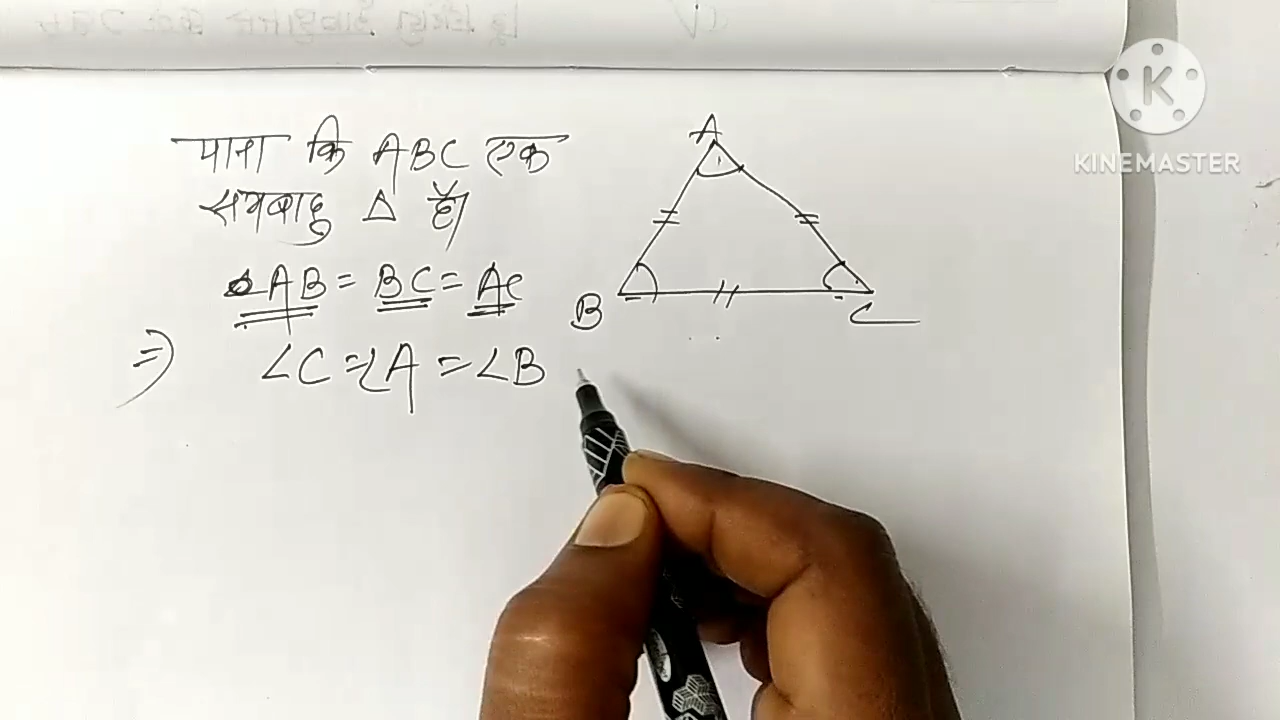 माना कि ABC एक
समबाहु Δ है।
AB = BC = AC
⇒ ∠C = ∠A = ∠B
A
B
C
K
KINEMASTER